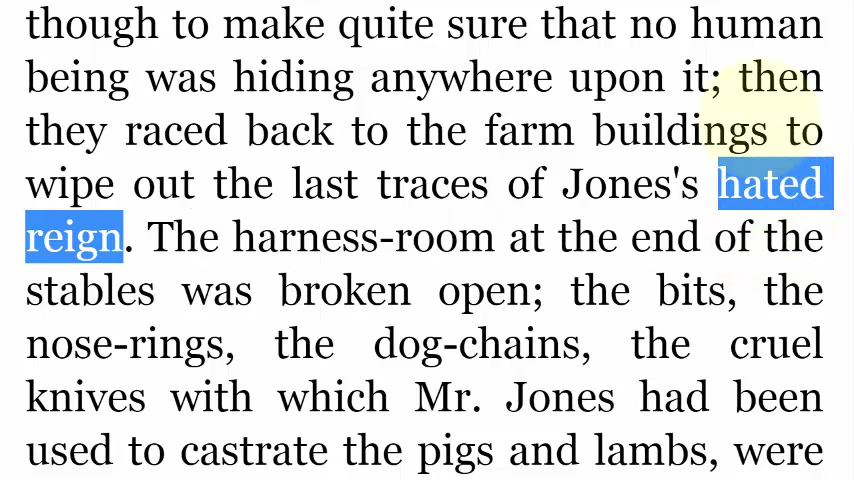 though to make quite sure that no human
being was hiding anywhere upon it; then
they raced back to the farm buildings to
wipe out the last traces of Jones's hated
reign. The harness-room at the end of the
stables was broken open; the bits, the
nose-rings, the dog-chains, the cruel
knives with which Mr. Jones had been
used to castrate the pigs and lambs, were